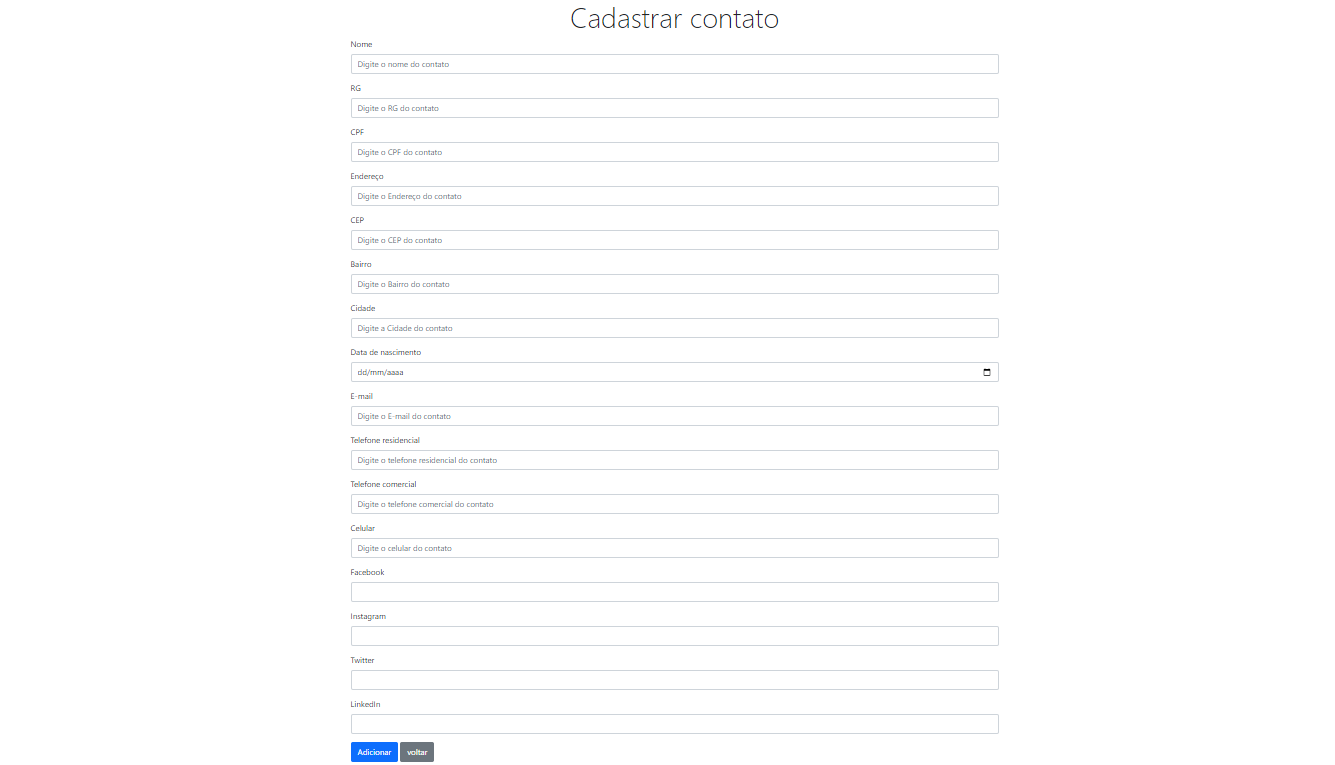 Cadastrar contato
Nome
Digite o nome do contato
RG
Digite o RG do contato
CPF
Digite o CPF do contato
Endereço
Digite o Endereço do contato
CEP
Digite o CEP do contato
Bairro
Digite o Bairro do contato
Cidade
Digite a Cidade do contato
Data de nascimento
dd/mm/aaaa
E-mail
Digite o E-mail do contato
Telefone residencial
Digite o telefone residencial do contato
Telefone comercial
Digite o telefone comercial do contato
Celular
Digite o celular do contato
Facebook
Instagram
Twitter
LinkedIn
Adicionar voltar